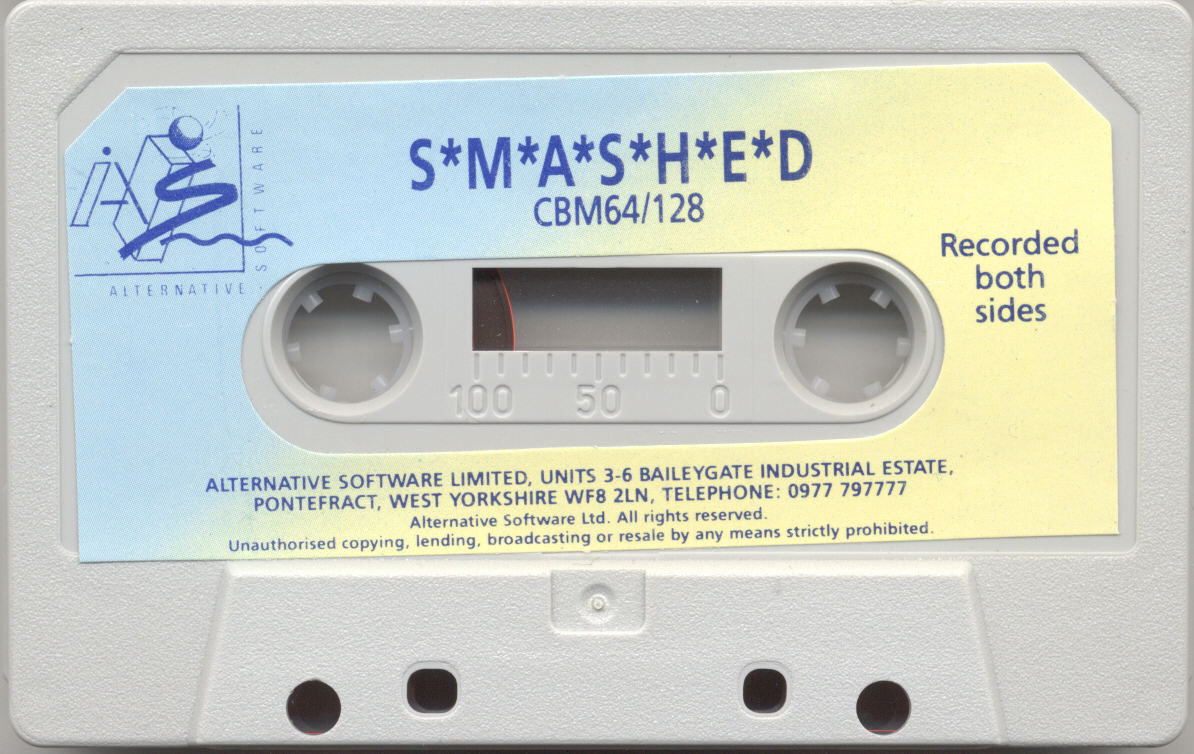 S*M*A*S*H*E*D
CBM64/128
SOFTWARE
ALTERNATIVE
Recorded
both
sides
100 50 0
ALTERNATIVE SOFTWARE LIMITED, UNITS 3-6 BAILEYGATE INDUSTRIAL ESTATE,
PONTEFRACT, WEST YORKSHIRE WF8 2LN, TELEPHONE: 0977 797777
Alternative Software Ltd. All rights reserved.
Unauthorised copying, lending, broadcasting or resale by any means strictly prohibited.